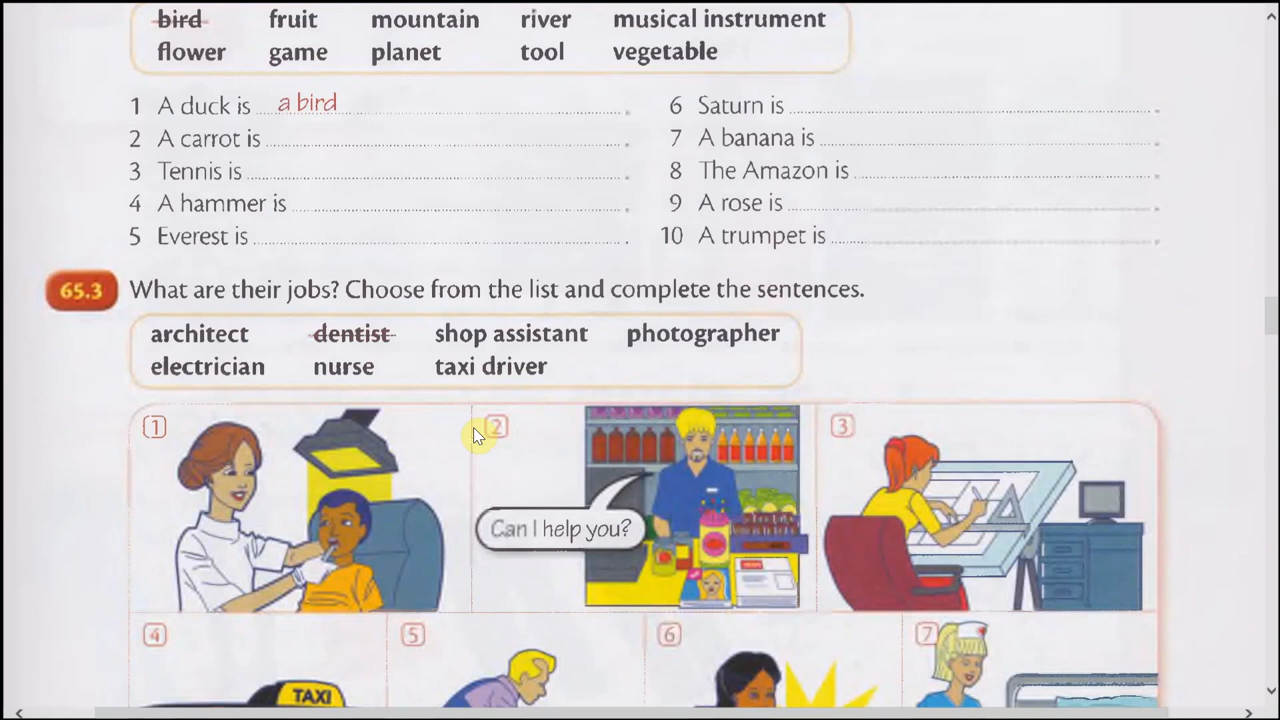 bird fruit mountain river musical instrument
flower game planet tool vegetable
1 A duck is a bird .
2 A carrot is .
3 Tennis is .
4 A hammer is .
5 Everest is .
6 Saturn is .
7 A banana is .
8 The Amazon is .
9 A rose is .
10 A trumpet is .
65.3 What are their jobs? Choose from the list and complete the sentences.
architect dentist shop assistant photographer
electrician nurse taxi driver
1
2
3
Can I help you?
4
5
6
7
TAXI